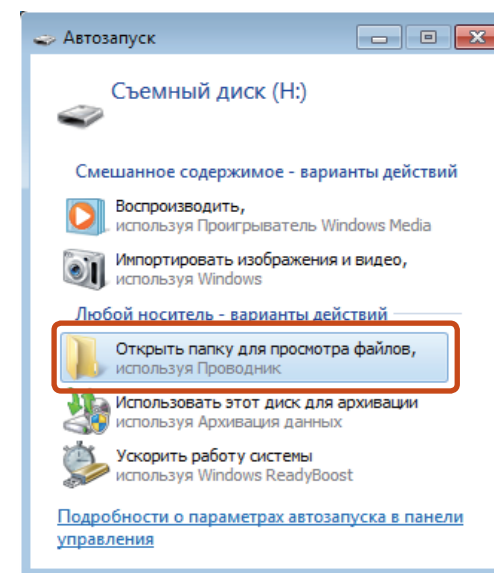 Автозапуск
Съемный диск (H:)
Смешанное содержимое - варианты действий
Воспроизводить,
используя Проигрыватель Windows Media
Импортировать изображения и видео,
используя Windows
Любой носитель - варианты действий
Открыть папку для просмотра файлов,
используя Проводник
Использовать этот диск для архивации
используя Архивация данных
Ускорить работу системы
используя Windows ReadyBoost
Подробности о параметрах автозапуска в панели
управления